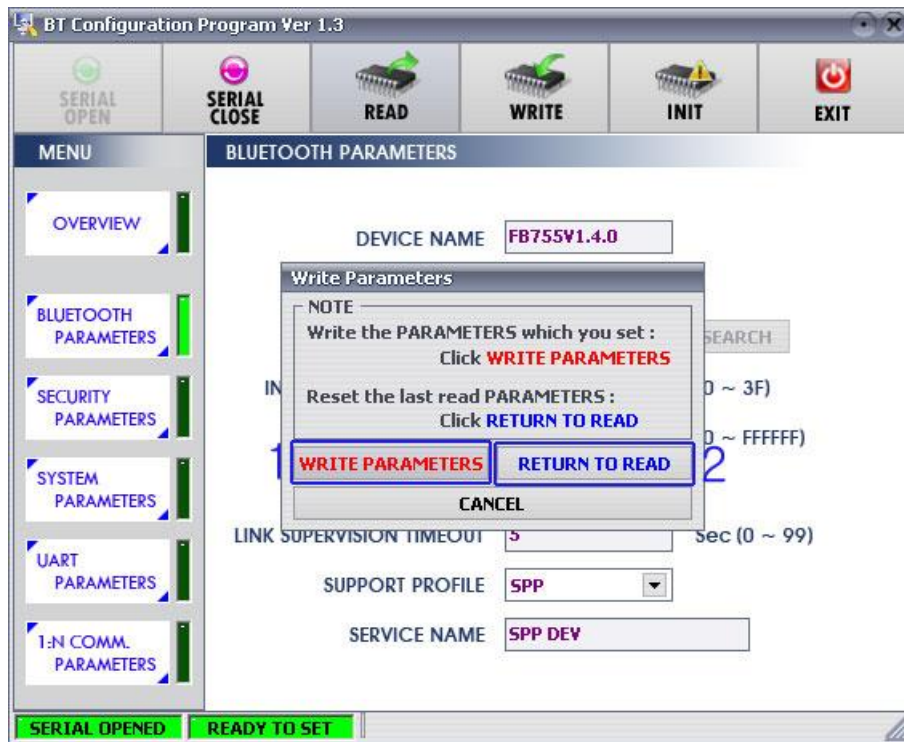 BT Configuration Program Ver 1.3
SERIAL OPEN
SERIAL CLOSE
READ
WRITE
INIT
EXIT
MENU
BLUETOOTH PARAMETERS
OVERVIEW
BLUETOOTH
PARAMETERS
SECURITY
PARAMETERS
SYSTEM
PARAMETERS
UART
PARAMETERS
1:N COMM.
PARAMETERS
DEVICE NAME FB755V1.4.0
Write Parameters
NOTE
Write the PARAMETERS which you set :
Click WRITE PARAMETERS
Reset the last read PARAMETERS :
Click RETURN TO READ
1 WRITE PARAMETERS RETURN TO READ 2
CANCEL
SEARCH
IN
0 ~ 3F)
0 ~ FFFFFF)
LINK SUPERVISION TIMEOUT 5 Sec (0 ~ 99)
SUPPORT PROFILE SPP
SERVICE NAME SPP DEV
SERIAL OPENED READY TO SET